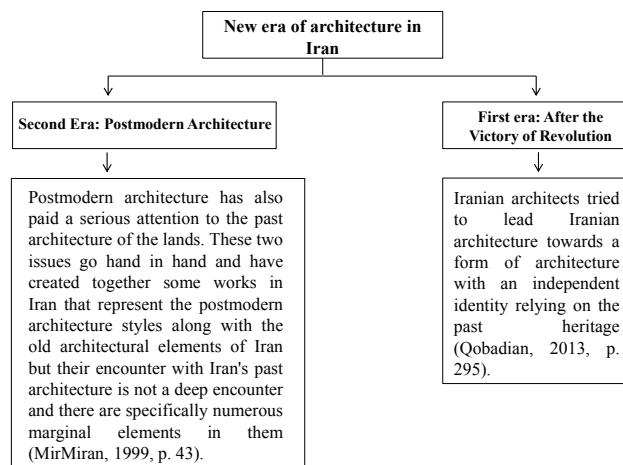 New era of architecture in
Iran
Second Era: Postmodern Architecture
First era: After the
Victory of Revolution
Postmodern architecture has also
paid a serious attention to the past
architecture of the lands. These two
issues go hand in hand and have
created together some works in
Iran that represent the postmodern
architecture styles along with the
old architectural elements of Iran
but their encounter with Iran's past
architecture is not a deep encounter
and there are specifically numerous
marginal elements in them
(MirMiran, 1999, p. 43).
Iranian architects tried
to lead Iranian
architecture towards a
form of architecture
with an independent
identity relying on the
past heritage
(Qobadian, 2013, p.
295).